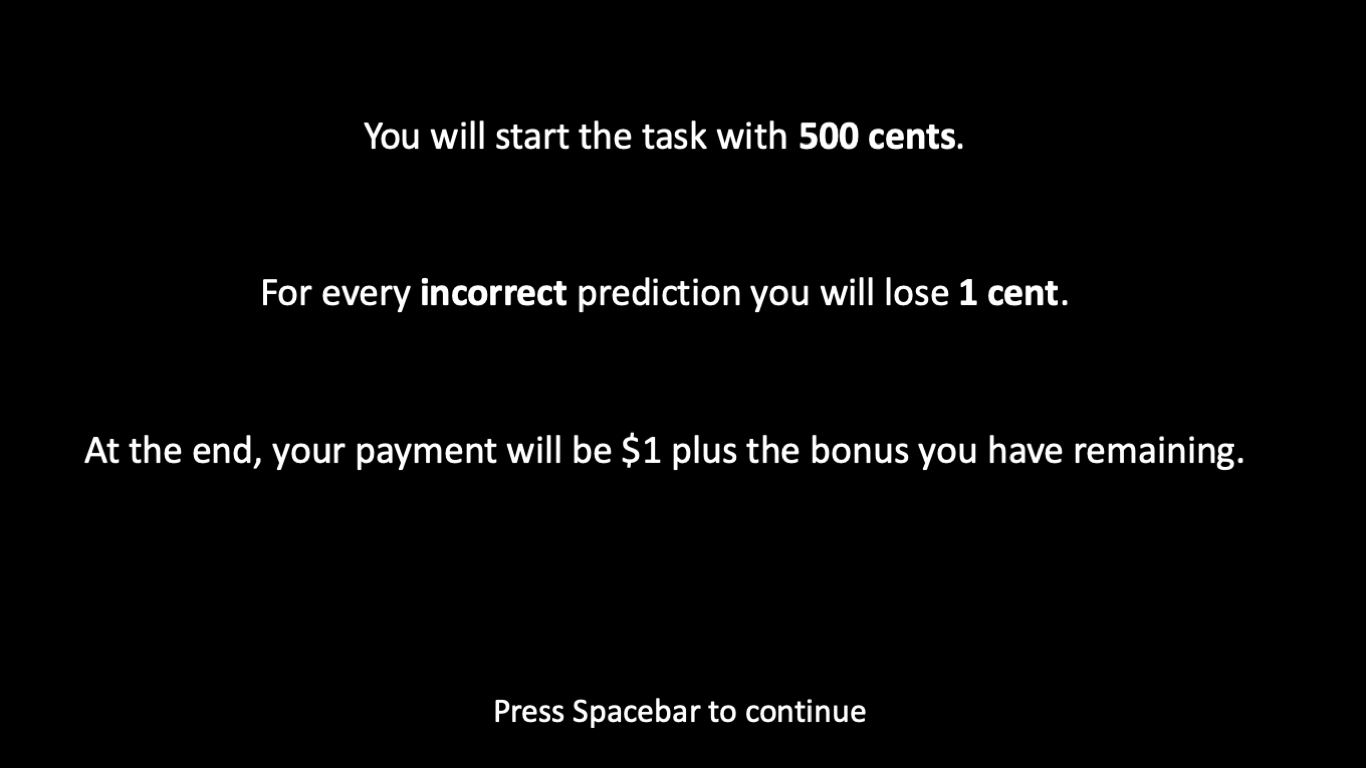 You will start the task with 500 cents.
For every incorrect prediction you will lose 1 cent.
At the end, your payment will be $1 plus the bonus you have remaining.
Press Spacebar to continue